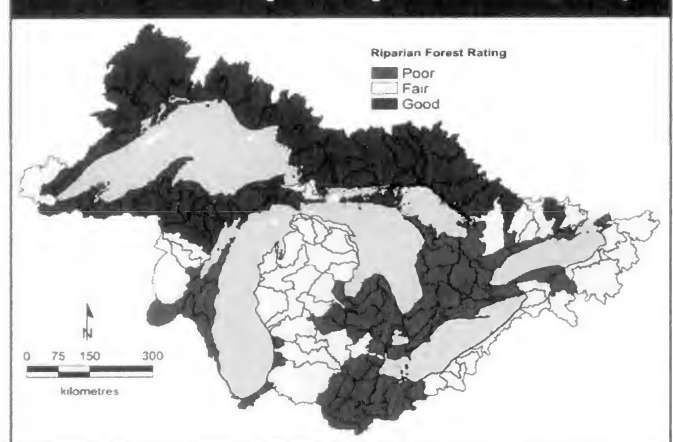 Riparian Forest Rating
Poor
Fair
Good
N
0 75 150 300
kilometres